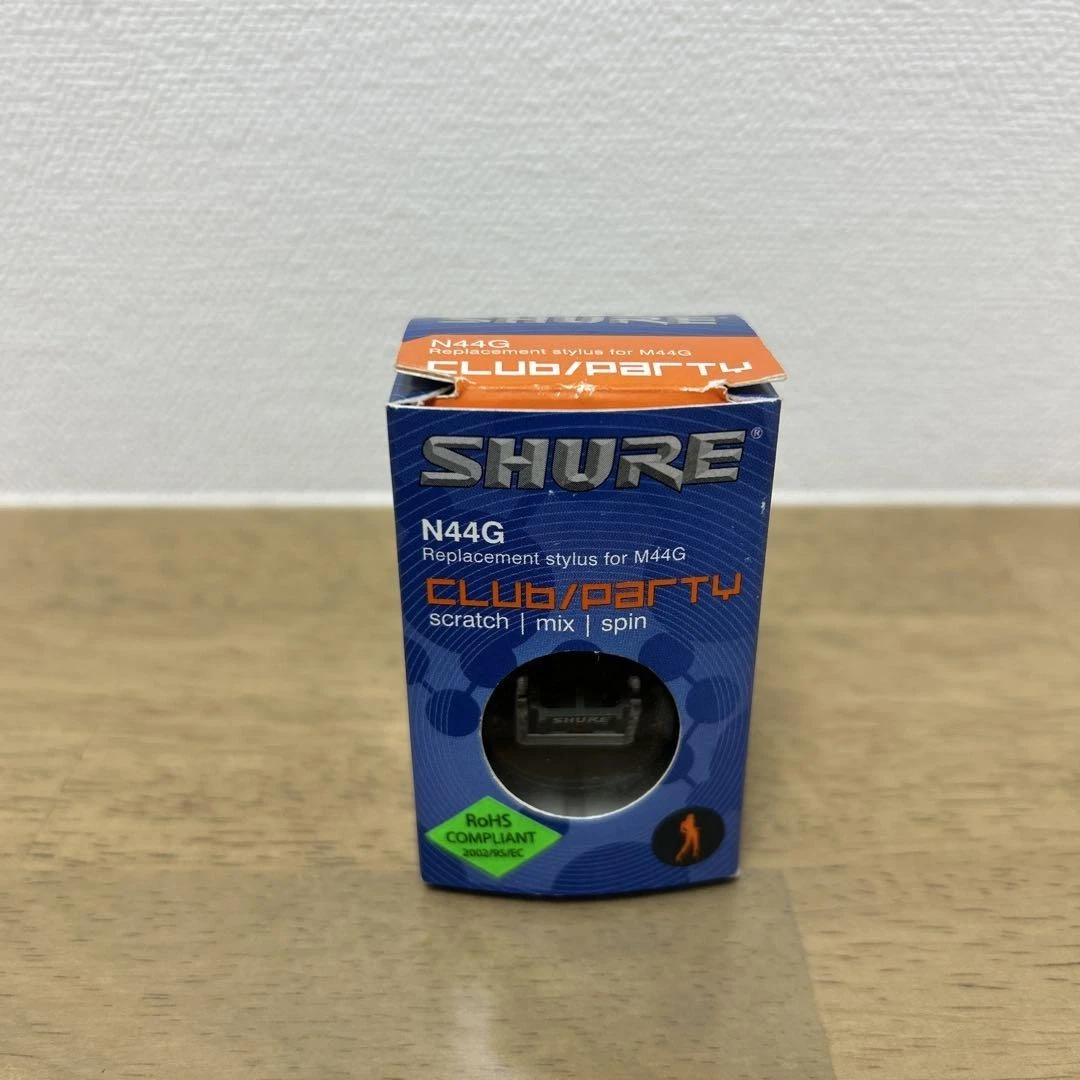 SHURE
N44G
Replacement stylus for M44G
CLUB/PARTY
SHURE®
N44G
Replacement stylus for M44G
CLUB/PARTY
scratch | mix | spin
SHURE
RoHS
COMPLIANT
2002/95/EC